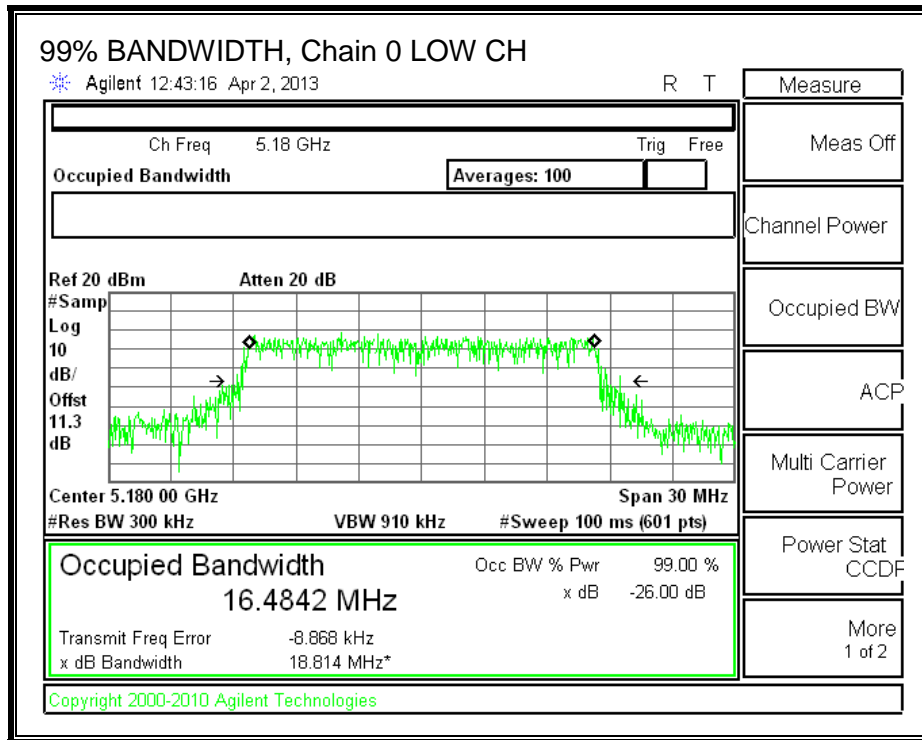 99% BANDWIDTH, Chain 0 LOW CH
Agilent 12:43:16 Apr 2, 2013 R T
Measure
Ch Freq 5.18 GHz Trig Free
Meas Off
Occupied Bandwidth Averages: 100
Channel Power
Ref 20 dBm Atten 20 dB
#Samp
Log
10
dB/
Offst
11.3
dB
Occupied BW
ACP
Center 5.180 00 GHz Span 30 MHz
#Res BW 300 kHz VBW 910 kHz #Sweep 100 ms (601 pts)
Multi Carrier
Power
Occupied Bandwidth Occ BW % Pwr 99.00 %
16.4842 MHz x dB -26.00 dB
Transmit Freq Error -8.868 kHz
x dB Bandwidth 18.814 MHz*
Power Stat
CCDF
More
1 of 2
Copyright 2000-2010 Agilent Technologies